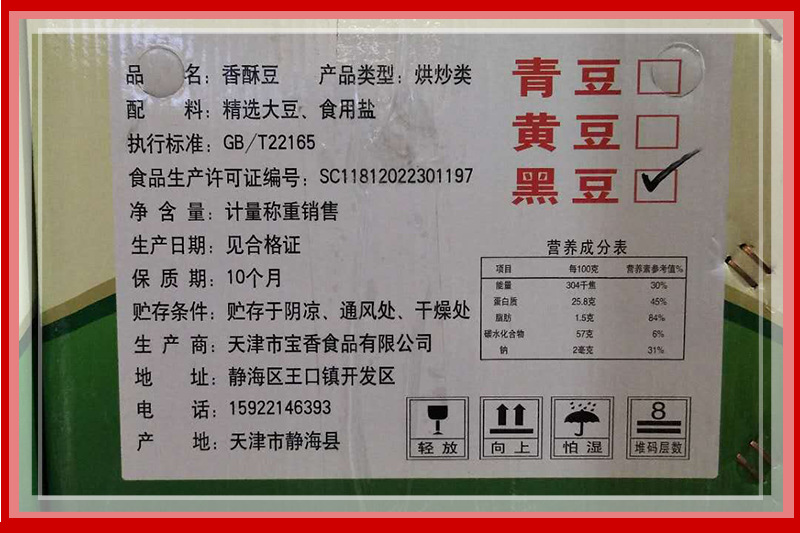 品 名：香酥豆 产品类型：烘炒类
配 料：精选大豆、食用盐
执行标准：GB/T22165
食品生产许可证编号：SC11812022301197
净 含 量：计量称重销售
生产日期：见合格证
保 质 期：10个月
贮存条件：贮存于阴凉、通风处、干燥处
生 产 商：天津市宝香食品有限公司
地 址：静海区王口镇开发区
电 话：15922146393
产 地：天津市静海县
青豆
黄豆
黑豆
营养成分表
项目 每100克 营养素参考值%
能量 304千焦 30%
蛋白质 25.8克 45%
脂肪 1.5克 84%
碳水化合物 57克 6%
钠 2毫克 31%
轻放 向上 怕湿 8 堆码层数